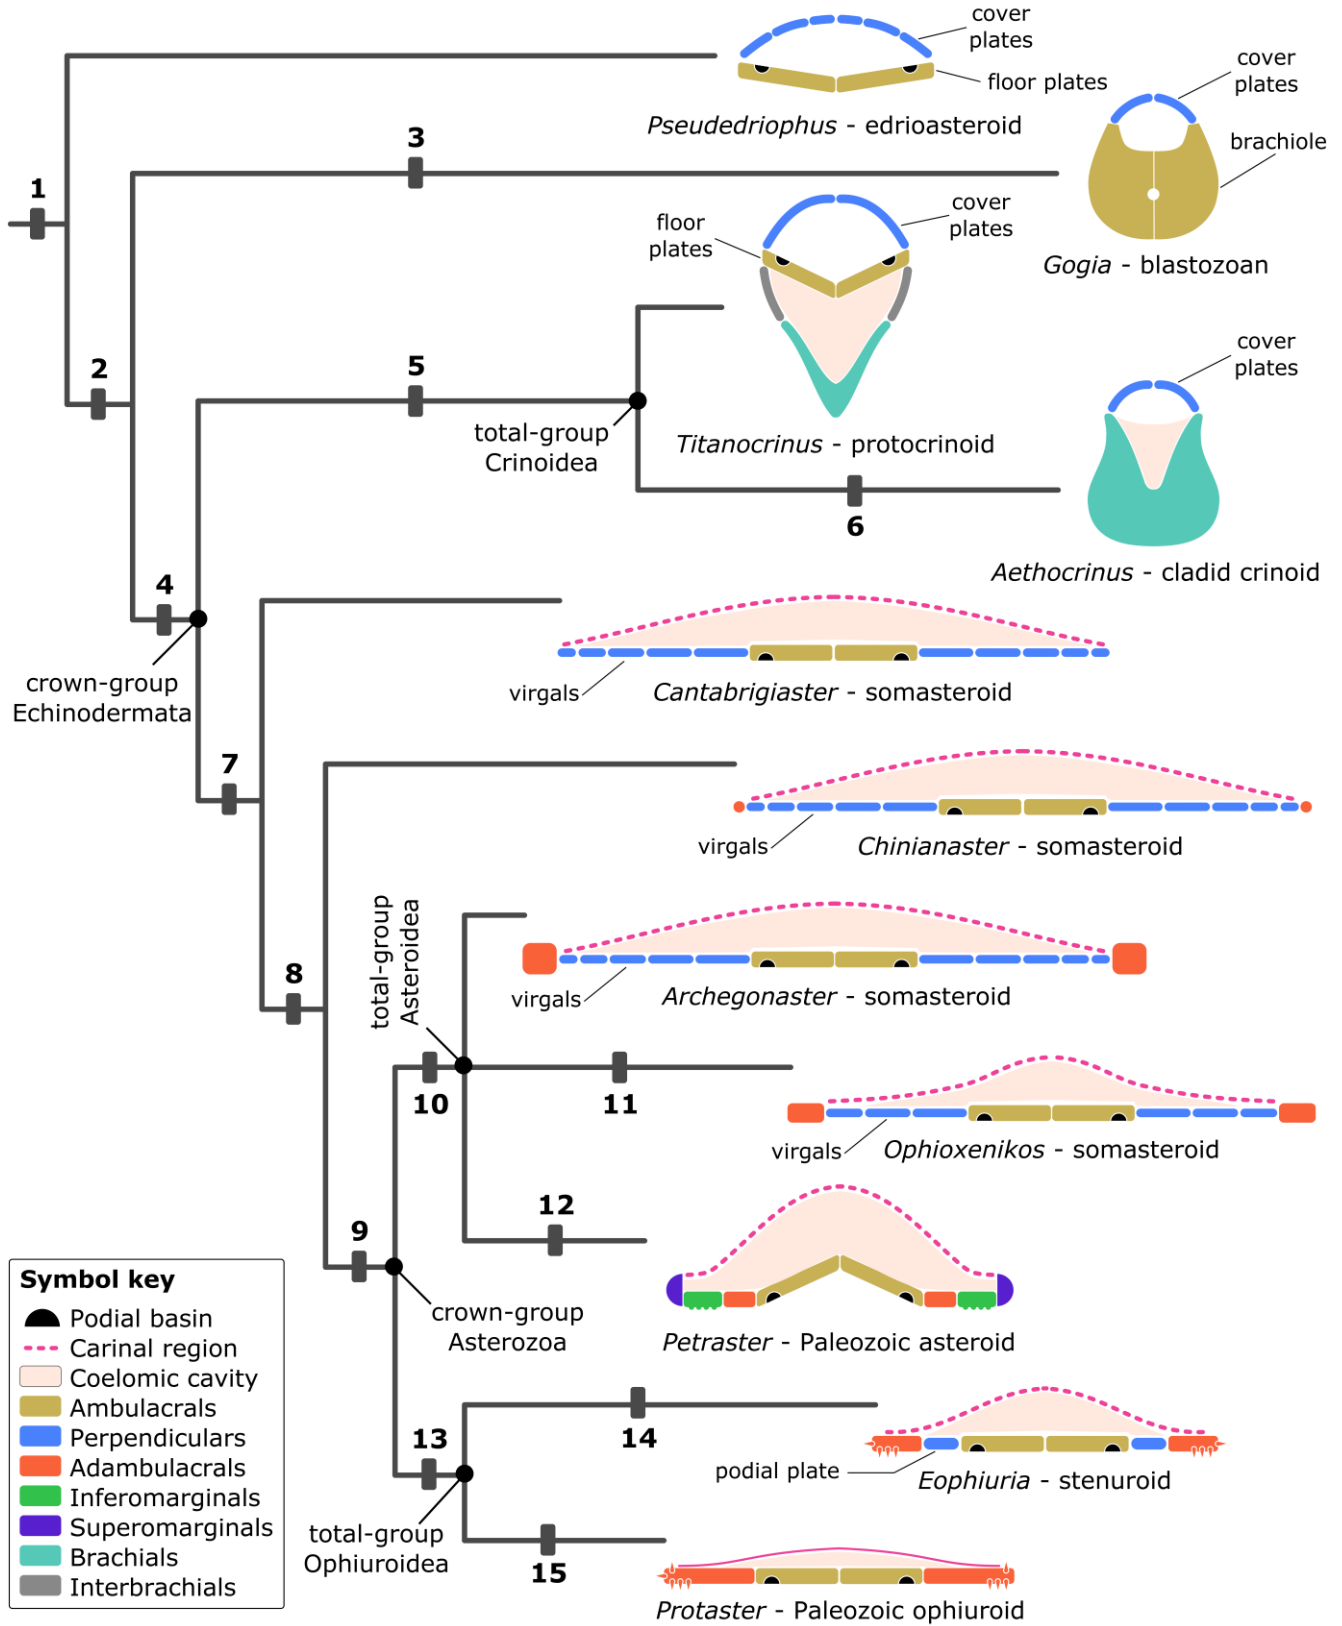 cover
plates
floor plates
Pseudedriophus - edrioasteroid
cover
plates
brachiole
Gogia - blastozoan
3
1
floor
plates
cover
plates
2
5
total-group
Crinoidea
Titanocrinus - protocrinoid
cover
plates
6
Aethocrinus - cladid crinoid
4
crown-group
Echinodermata
virgals
Cantabrigiaster - somasteroid
7
virgals
Chinianaster - somasteroid
8
total-group
Asteroidea
virgals
Archegonaster - somasteroid
10
11
virgals
Ophioxenikos - somasteroid
9
12
crown-group
Asterozoa
Petraster - Paleozoic asteroid
13
14
podial plate
Eophiuria - stenuroid
total-group
Ophiuroidea
15
Protaster - Paleozoic ophiuroid
Symbol key
Podial basin
Carinal region
Coelomic cavity
Ambulacrals
Perpendiculars
Adambulacrals
Inferomarginals
Superomarginals
Brachials
Interbrachials